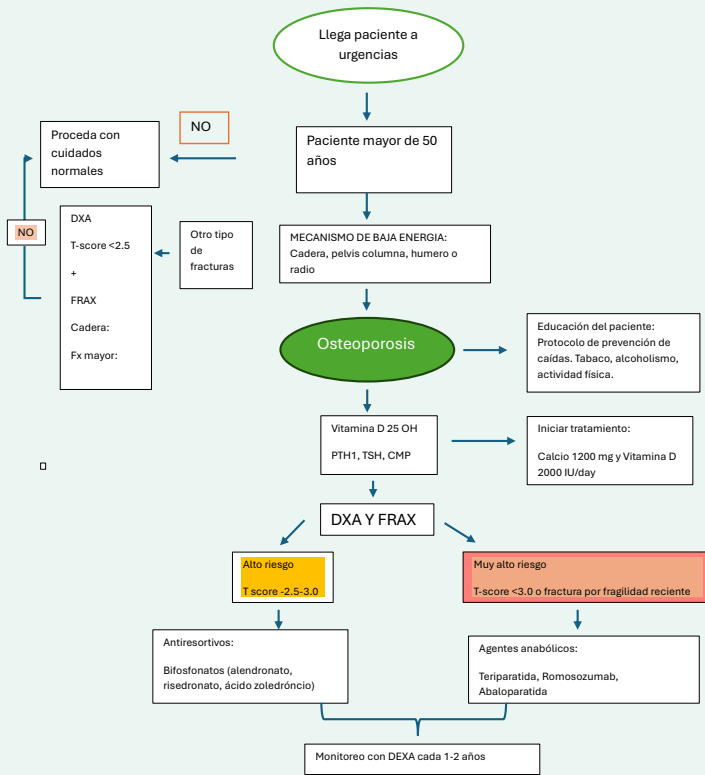 Llega paciente a
urgencias
NO
Proceda con
cuidados
normales
Paciente mayor de 50
años
NO
DXA
T-score <2.5
+
FRAX
Cadera:
Fx mayor:
Otro tipo
de
fracturas
MECANISMO DE BAJA ENERGIA:
Cadera, pelvis columna, humero o
radio
Osteoporosis
Educación del paciente:
Protocolo de prevención de
caídas. Tabaco, alcoholismo,
actividad física.
Vitamina D 25 OH
PTH1, TSH, CMP
Iniciar tratamiento:
Calcio 1200 mg y Vitamina D
2000 IU/day
DXA Y FRAX
Alto riesgo
T score -2.5-3.0
Muy alto riesgo
T-score <3.0 o fractura por fragilidad reciente
Antiresortivos:
Bifosfonatos (alendronato,
risedronato, ácido zoledróncio)
Agentes anabólicos:
Teriparatida, Romosozumab,
Abaloparatida
Monitoreo con DEXA cada 1-2 años